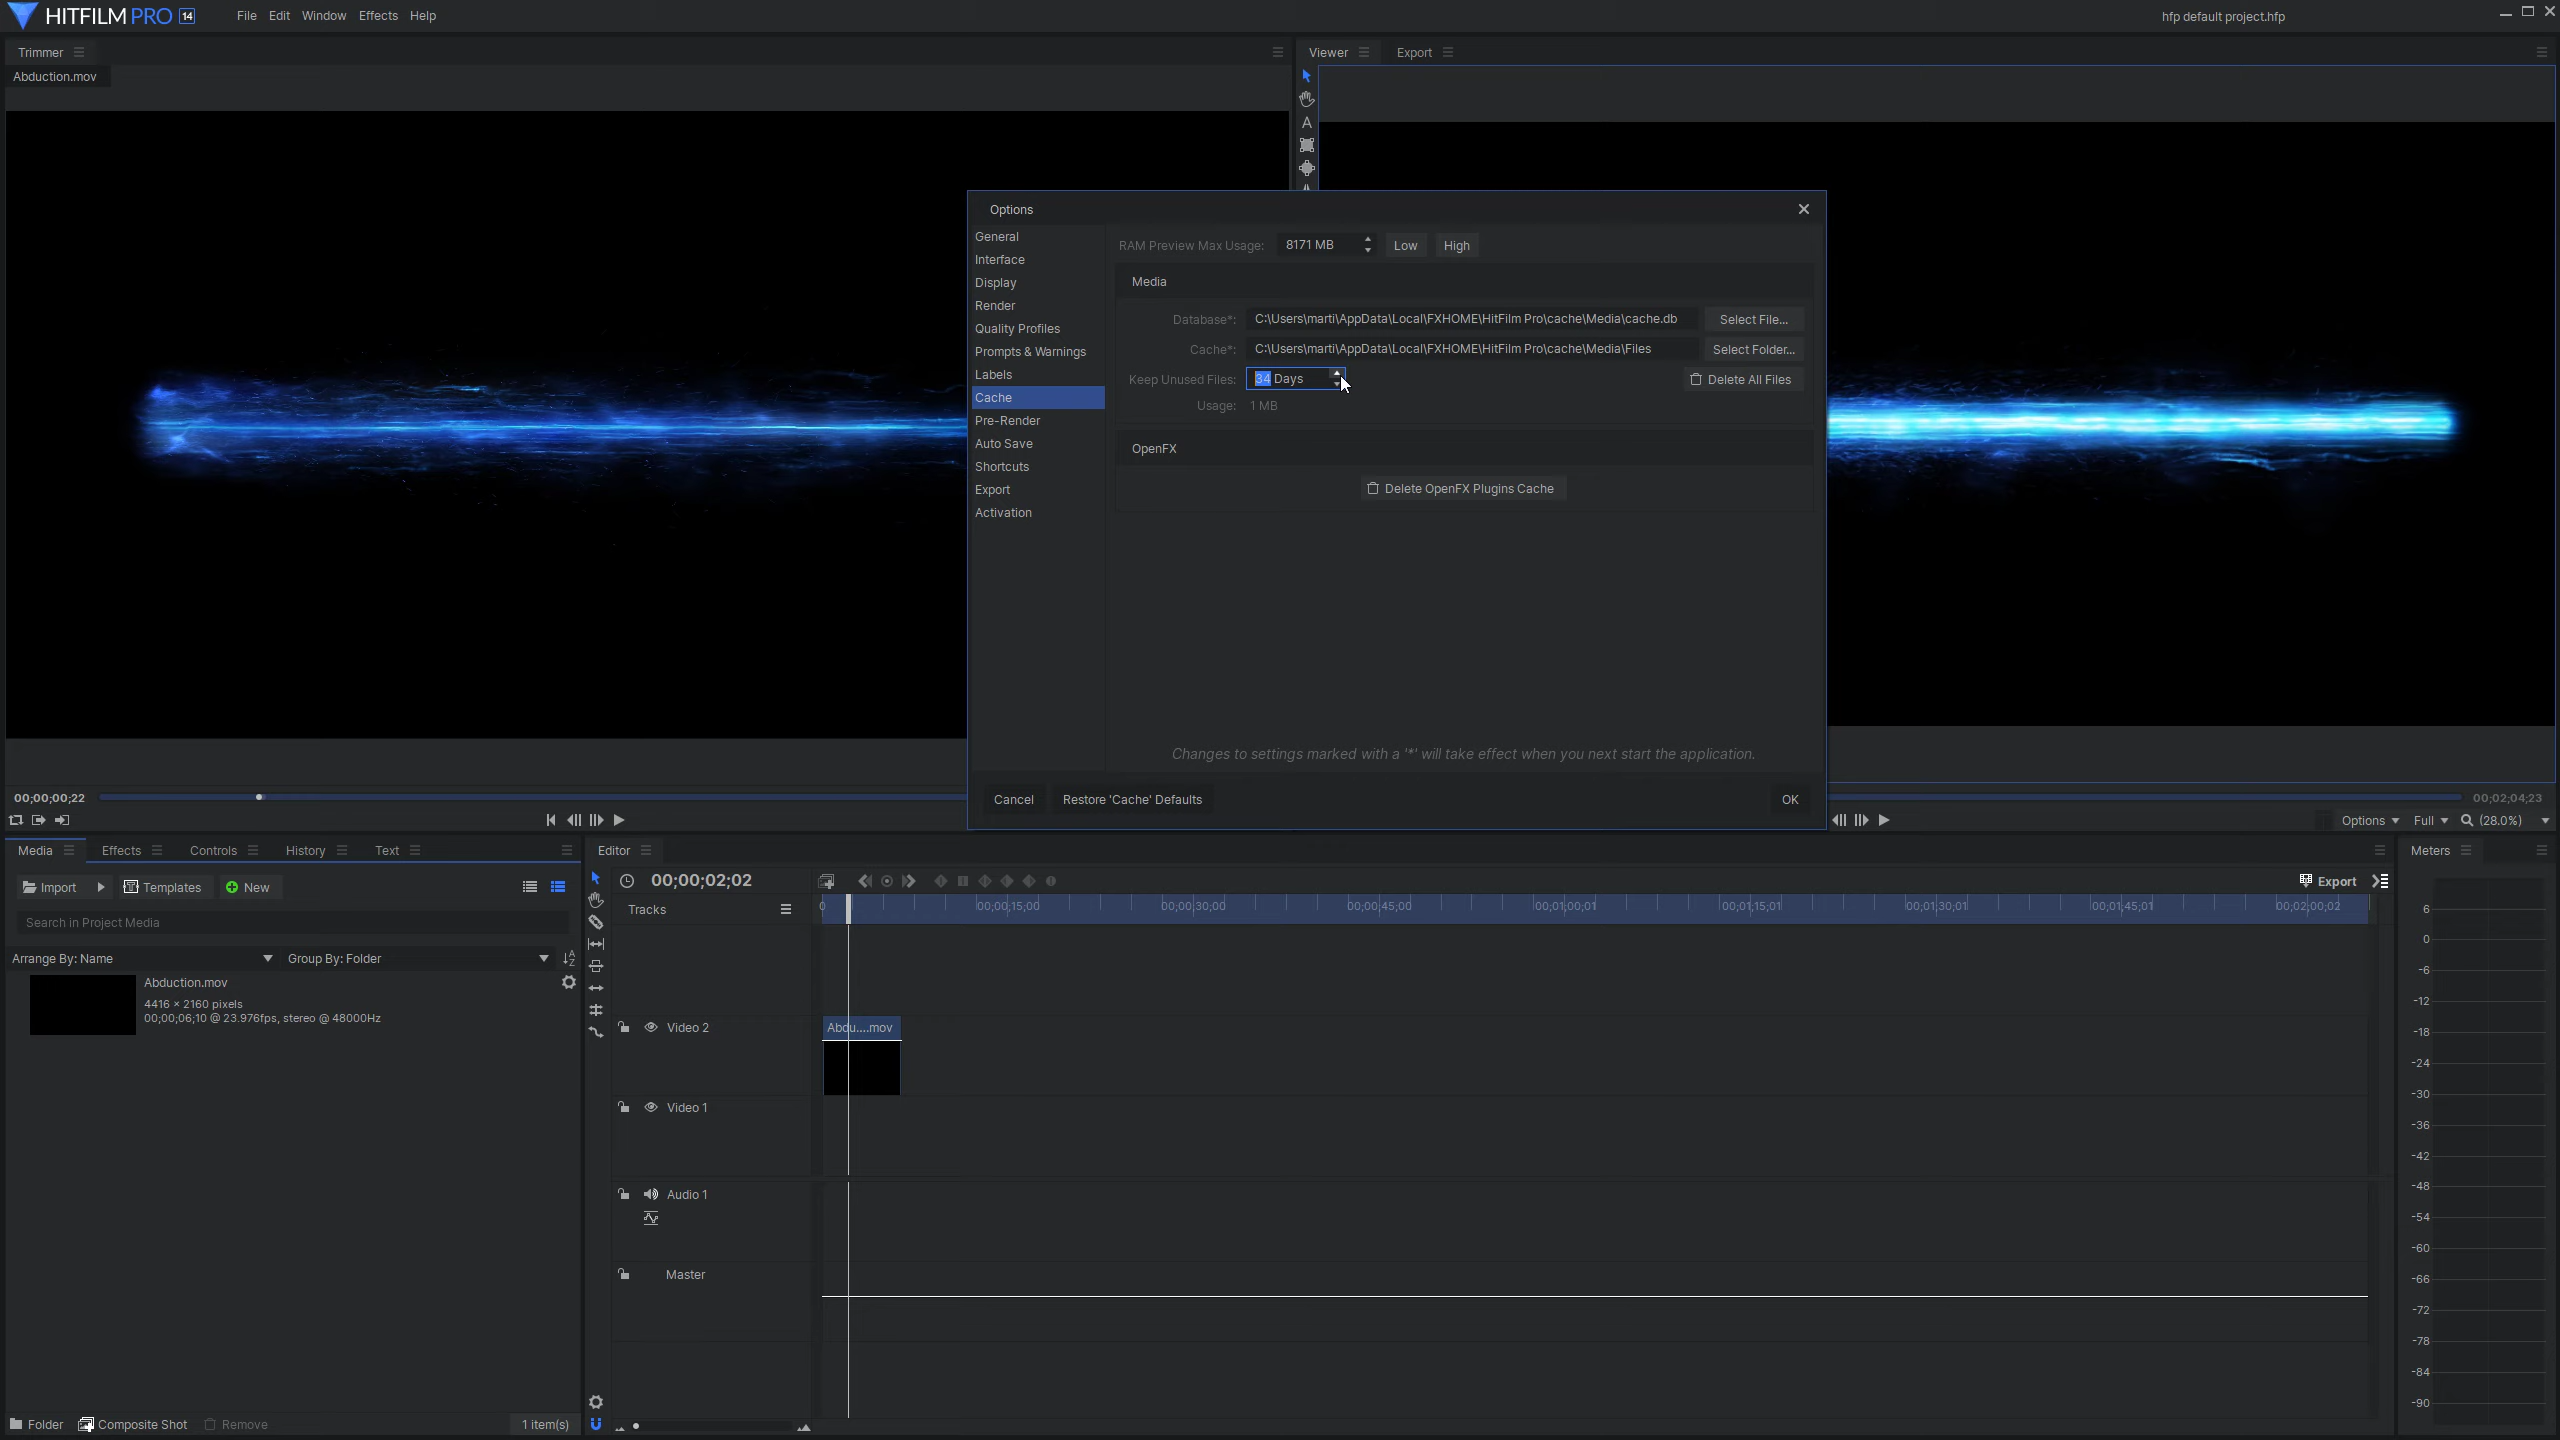 HITFILM PRO 14
File Edit Window Effects Help
hfp default project.hfp
Trimmer
Viewer Export
Abduction.mov
A
Options
General
Interface
Display
Render
Quality Profiles
Prompts & Warnings
Labels
Cache
Pre-Render
Auto Save
Shortcuts
Export
Activation
RAM Preview Max Usage: 8171 MB Low High
Media
Database*: C:\Users\marti\AppData\Local\FXHOME\HitFilm Pro\cache\Media\cache.db Select File...
Cache*: C:\Users\marti\AppData\Local\FXHOME\HitFilm Pro\cache\Media\Files Select Folder...
Keep Unused Files: 34 Days Delete All Files
Usage: 1 MB
OpenFX
Delete OpenFX Plugins Cache
Changes to settings marked with a '*' will take effect when you next start the application.
Cancel Restore 'Cache' Defaults OK
00;00;00;22
00;02;04;23
Options Full (28.0%)
Media Effects Controls History Text
Import Templates New
Search in Project Media
Arrange By: Name Group By: Folder
Abduction.mov
4416 × 2160 pixels
00;00;06;10 @ 23.976fps, stereo @ 48000Hz
Folder Composite Shot Remove 1 item(s)
Editor
00;00;02;02
Export
Tracks
0 00;00;15;00 00;00;30;00 00;00;45;00 00;01;00;01 00;01;15;01 00;01;30;01 00;01;45;01 00;02;00;02
Video 2
Abdu....mov
Video 1
Audio 1
Master
Meters
6
0
-6
-12
-18
-24
-30
-36
-42
-48
-54
-60
-66
-72
-78
-84
-90